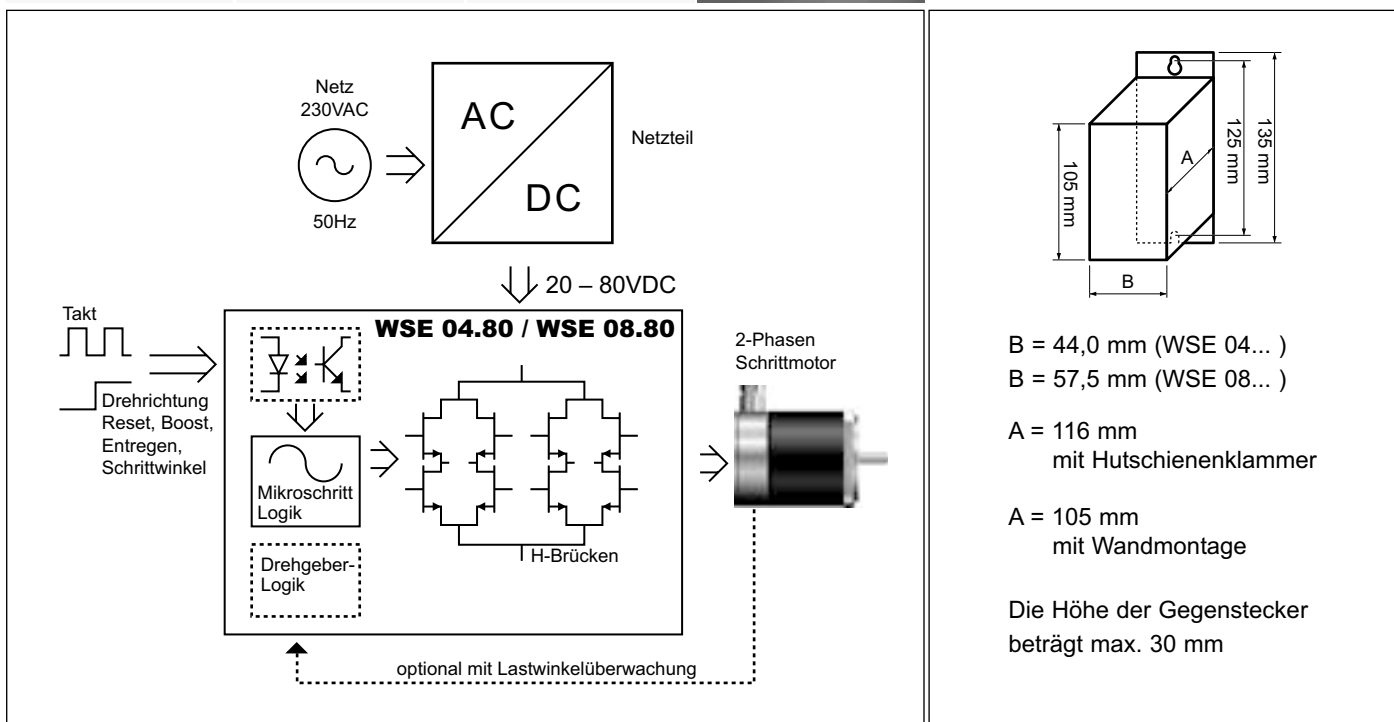 Netz
230VAC
50Hz
AC
DC
Netzteil
20 – 80VDC
Takt
Drehrichtung
Reset, Boost,
Entregen,
Schrittwinkel
WSE 04.80 / WSE 08.80
Mikroschritt
Logik
Drehgeber-
Logik
H-Brücken
2-Phasen
Schrittmotor
optional mit Lastwinkelüberwachung
105 mm
A
B
125 mm
135 mm
B = 44,0 mm (WSE 04... )
B = 57,5 mm (WSE 08... )
A = 116 mm
mit Hutschienenklammer
A = 105 mm
mit Wandmontage
Die Höhe der Gegenstecker
beträgt max. 30 mm